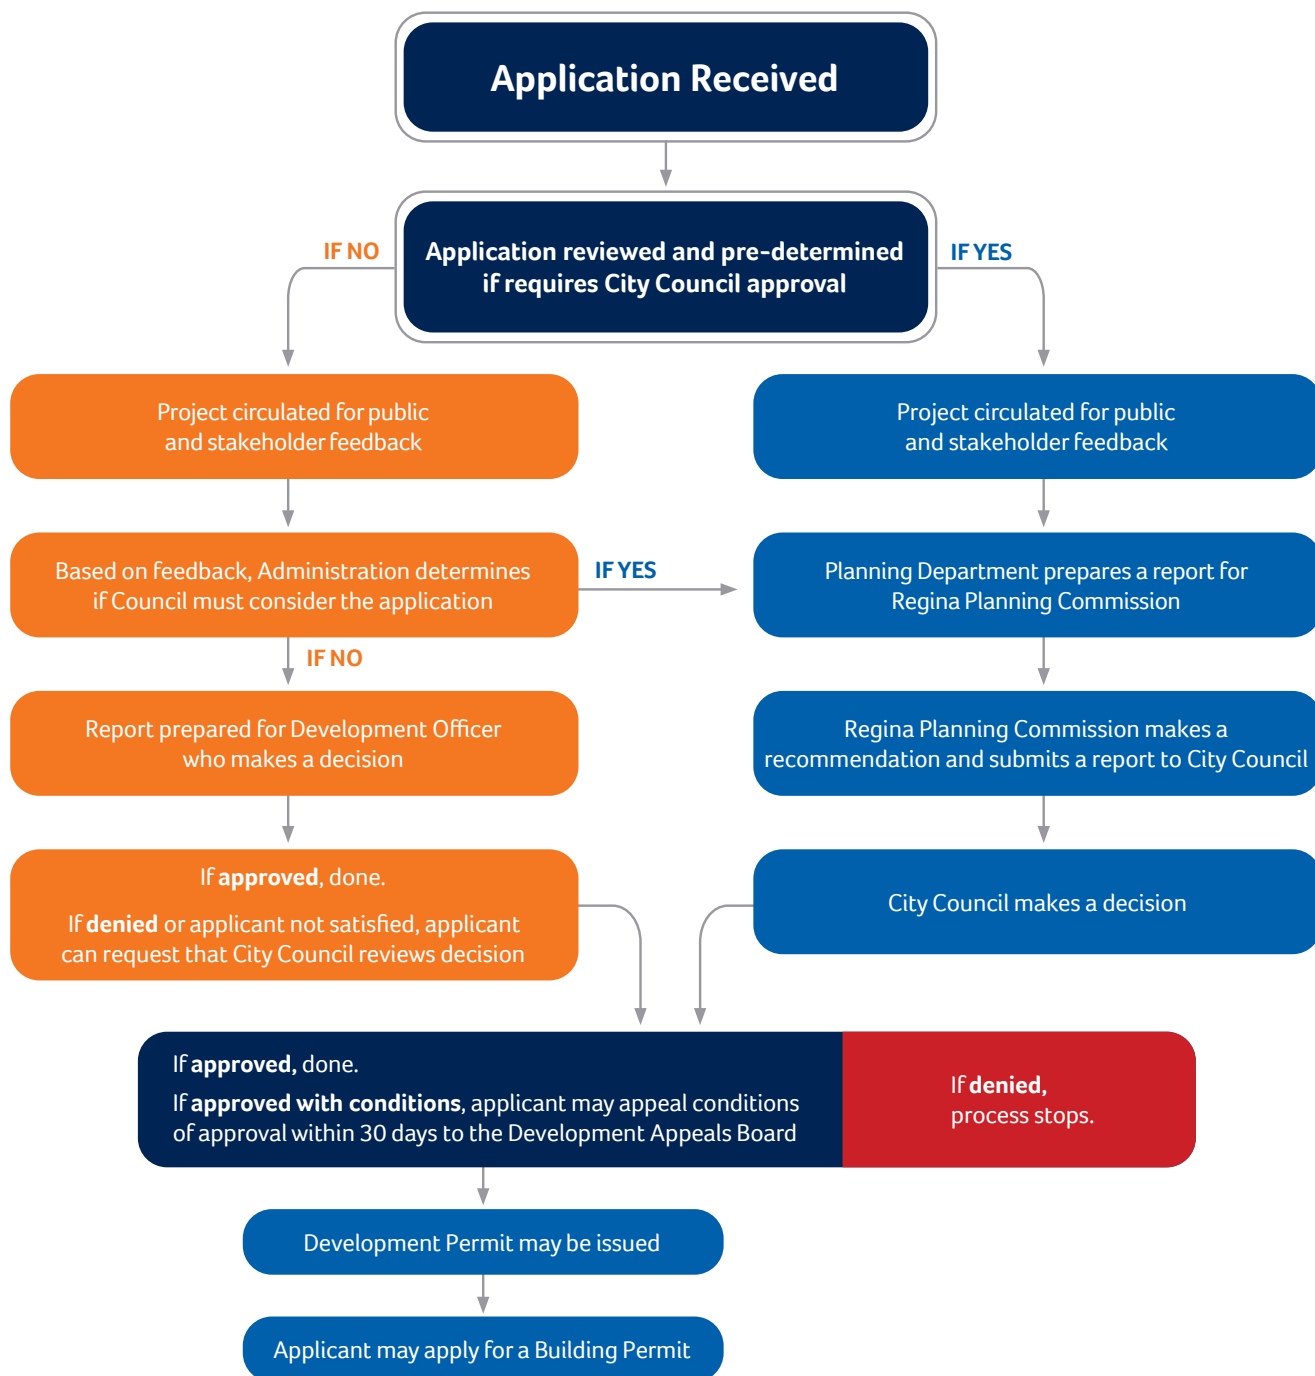 Application Received
Application reviewed and pre-determined
if requires City Council approval
IF NO
IF YES
Project circulated for public
and stakeholder feedback
Project circulated for public
and stakeholder feedback
Based on feedback, Administration determines
if Council must consider the application
IF YES
Planning Department prepares a report for
Regina Planning Commission
IF NO
Report prepared for Development Officer
who makes a decision
Regina Planning Commission makes a
recommendation and submits a report to City Council
If approved, done.
If denied or applicant not satisfied, applicant
can request that City Council reviews decision
City Council makes a decision
If approved, done.
If approved with conditions, applicant may appeal conditions
of approval within 30 days to the Development Appeals Board
If denied,
process stops.
Development Permit may be issued
Applicant may apply for a Building Permit